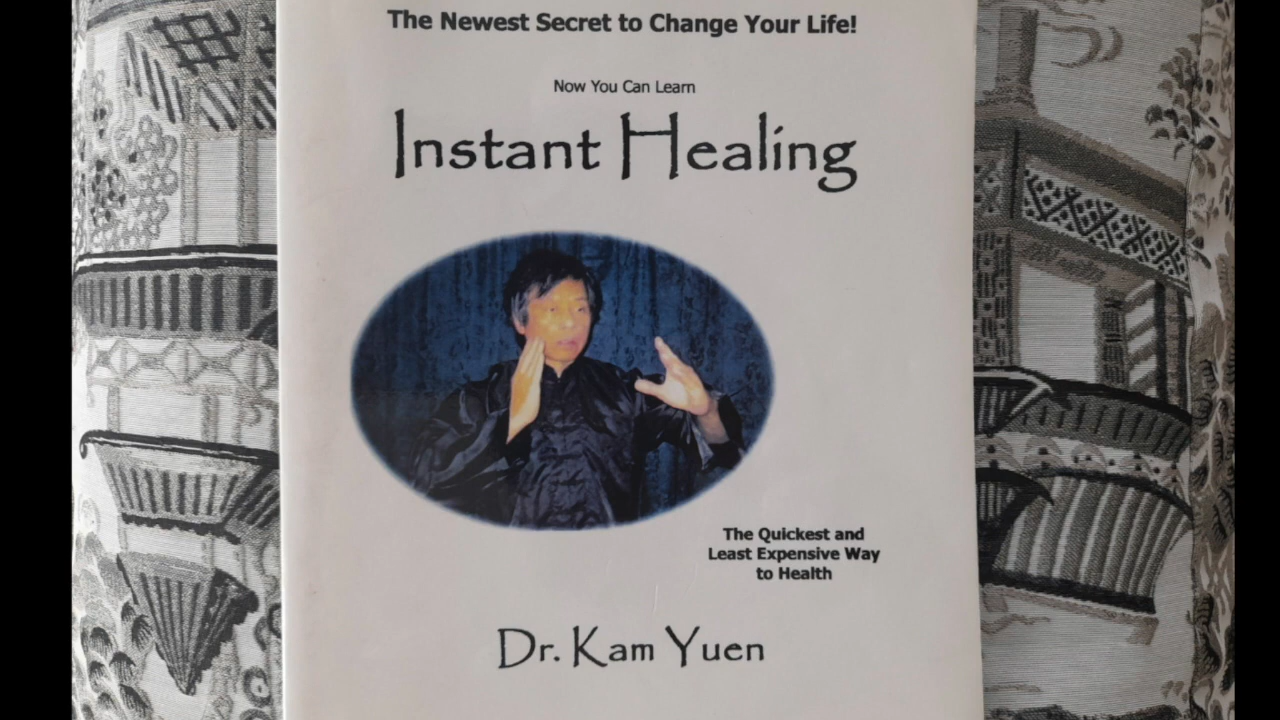 The Newest Secret to Change Your Life!
Now You Can Learn
Instant Healing
The Quickest and
Least Expensive Way
to Health
Dr. Kam Yuen